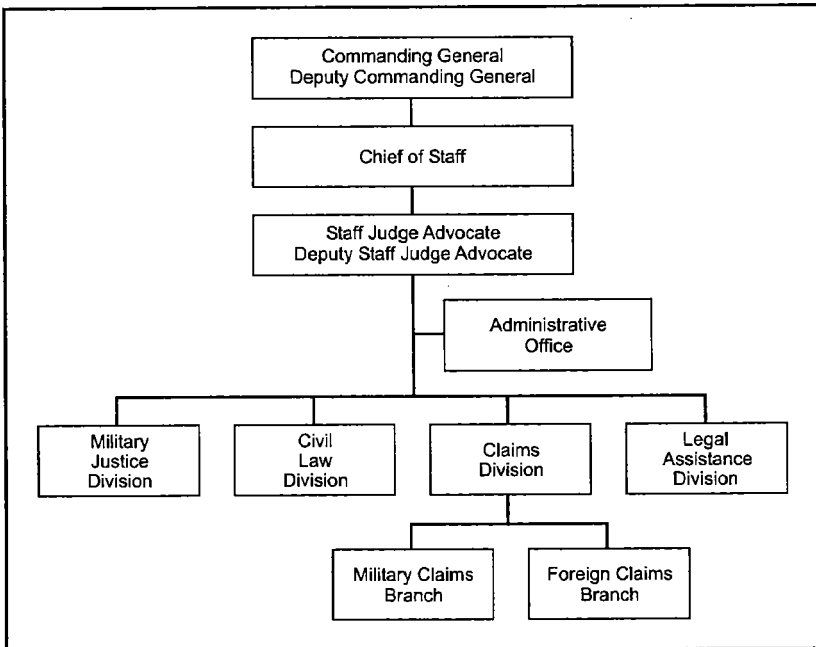 Commanding General
Deputy Commanding General
Chief of Staff
Staff Judge Advocate
Deputy Staff Judge Advocate
Administrative
Office
Military
Justice
Division
Civil
Law
Division
Claims
Division
Legal
Assistance
Division
Military Claims
Branch
Foreign Claims
Branch